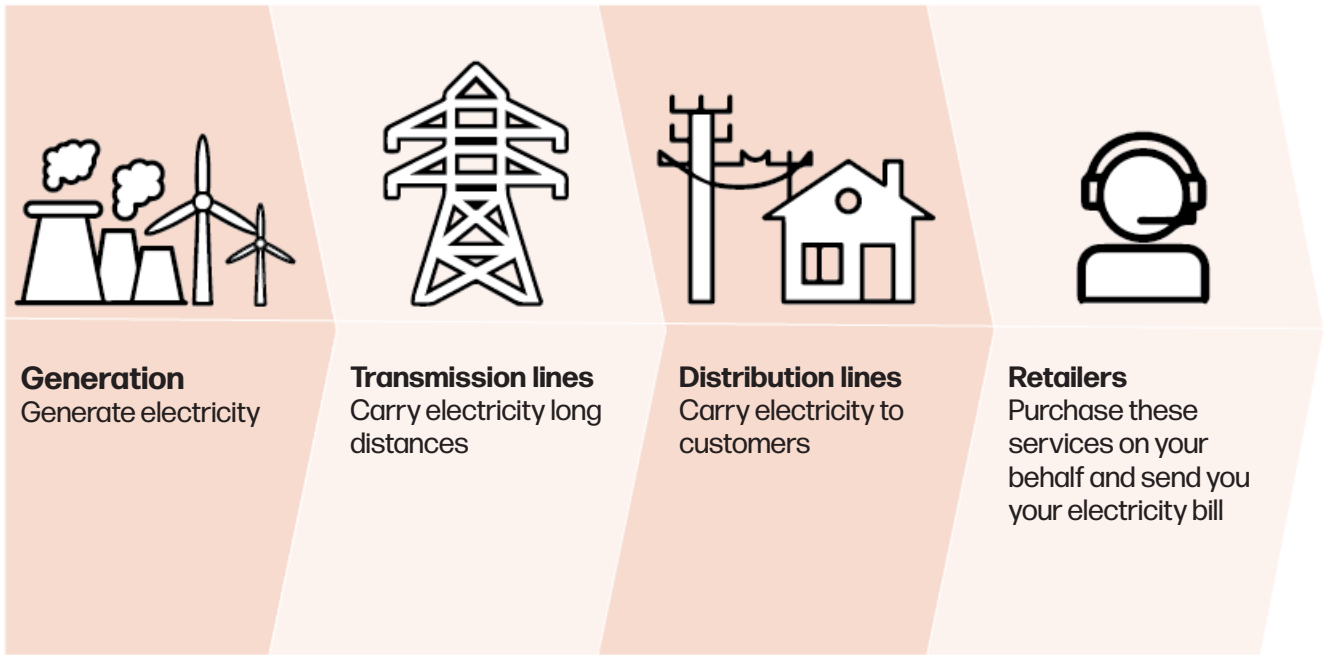 Generation
Generate electricity
Transmission lines
Carry electricity long
distances
Distribution lines
Carry electricity to
customers
Retailers
Purchase these
services on your
behalf and send you
your electricity bill